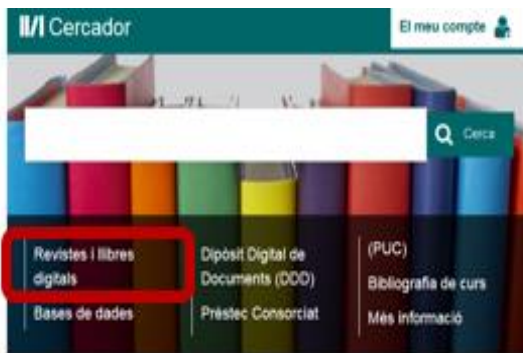 Cercador
El meu compte
Cerca
Revistes i llibres
digitals
Bases de dades
Dipòsit Digital de
Documents (DDD)
Préstec Consorciat
(PUC)
Bibliografia de curs
Més informació